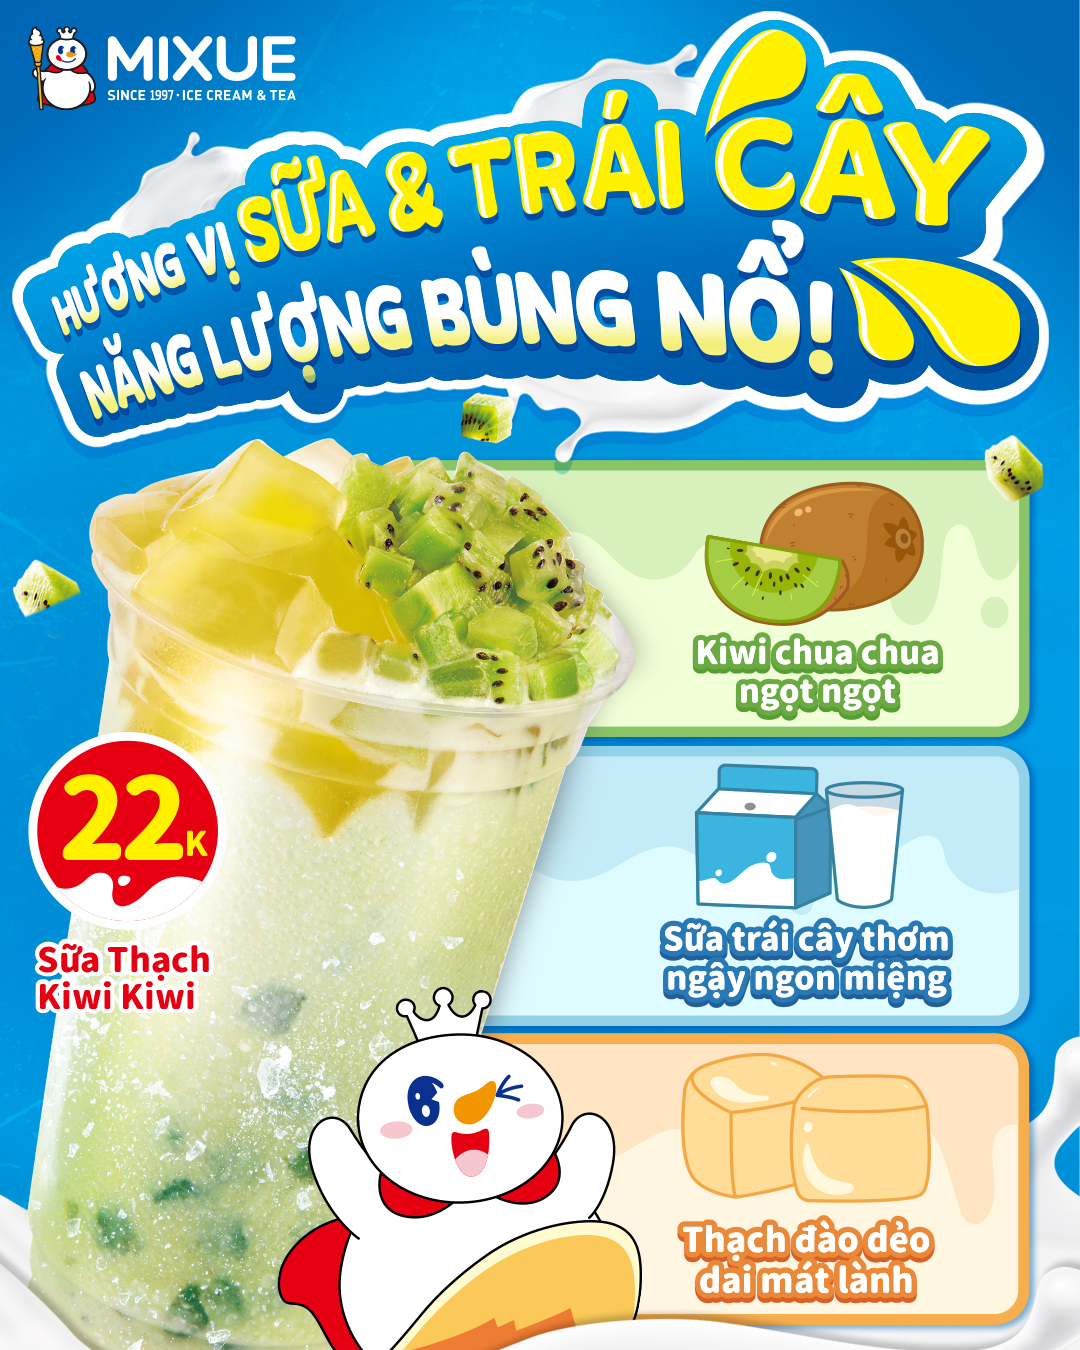 MIXUE
SINCE 1997 · ICE CREAM & TEA
HƯƠNG VỊ SỮA & TRÁI CÂY
NĂNG LƯỢNG BÙNG NỔ!
Kiwi chua chua
ngọt ngọt
22K
Sữa Thạch
Kiwi Kiwi
Sữa trái cây thơm
ngậy ngon miệng
Thạch đào dẻo
dai mát lành